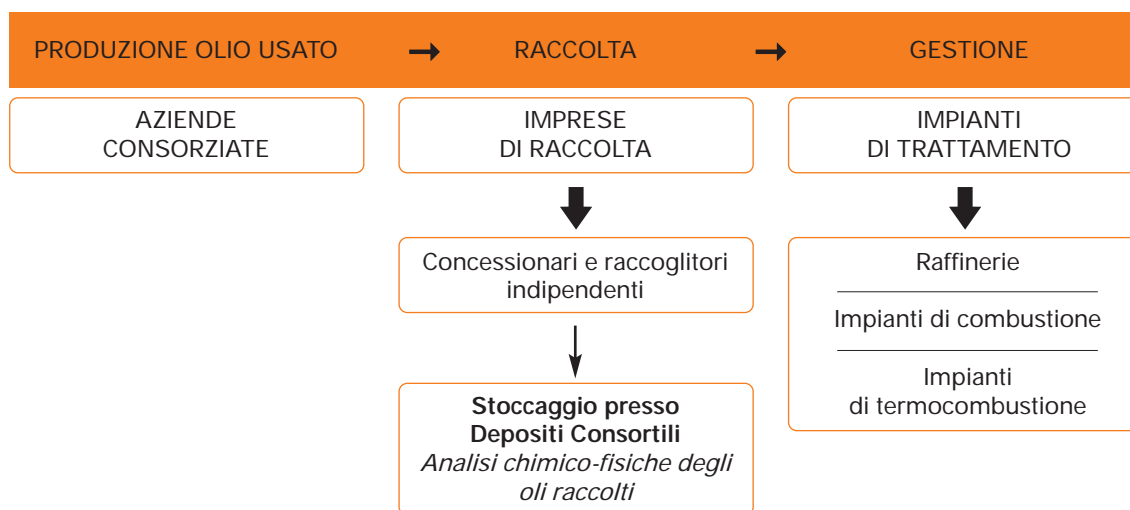 PRODUZIONE OLIO USATO → RACCOLTA → GESTIONE
AZIENDE
CONSORZIATE
IMPRESE
DI RACCOLTA
IMPIANTI
DI TRATTAMENTO
Concessionari e raccoglitori
indipendenti
Stoccaggio presso
Depositi Consortili
Analisi chimico-fisiche degli
oli raccolti
Raffinerie
Impianti di combustione
Impianti
di termocombustione